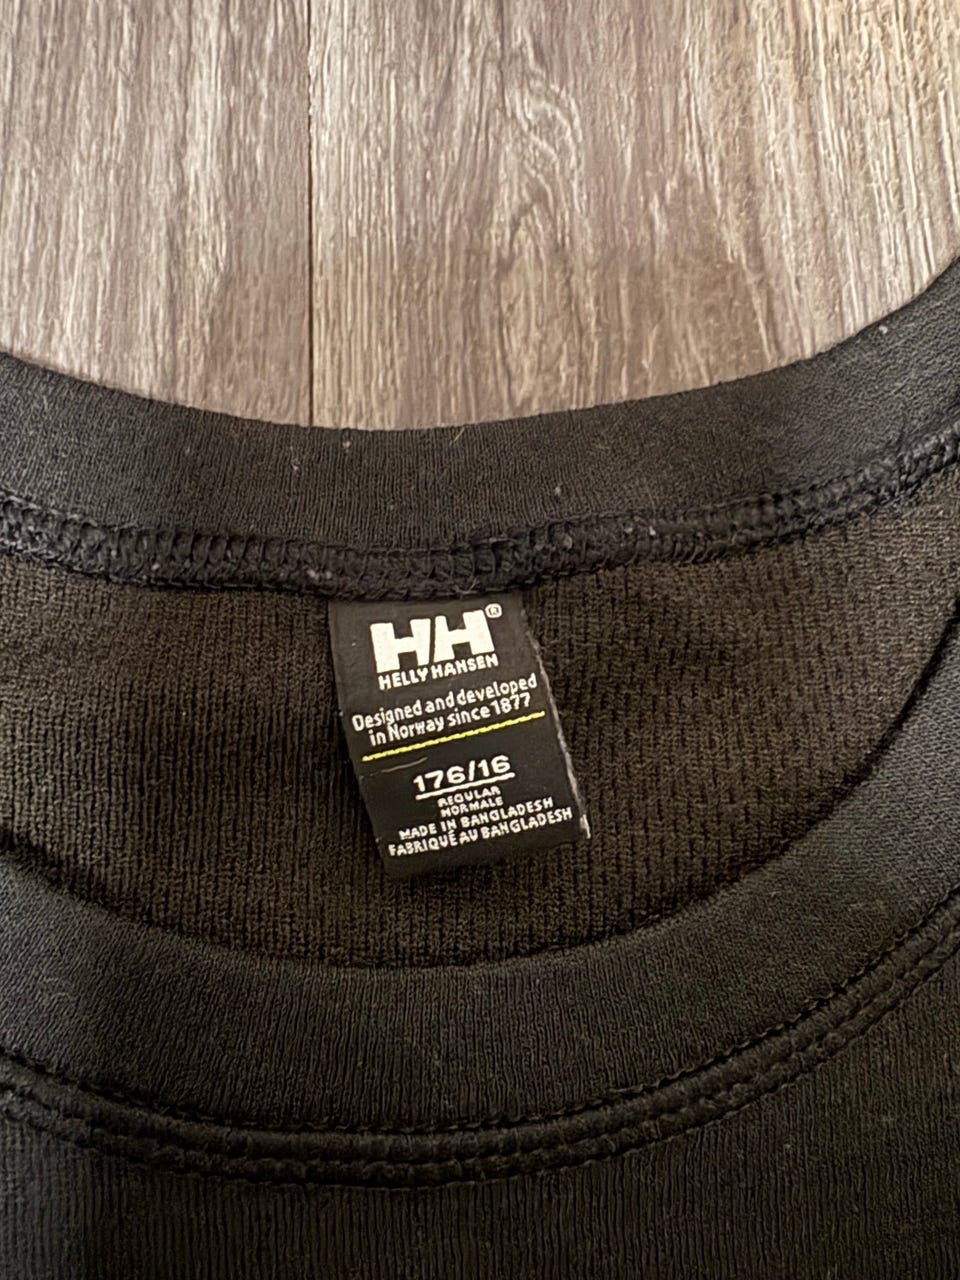 HH®
HELLY HANSEN
Designed and developed
in Norway since 1877
176/16
REGULAR
NORMALE
MADE IN BANGLADESH
FABRIQUÉ AU BANGLADESH